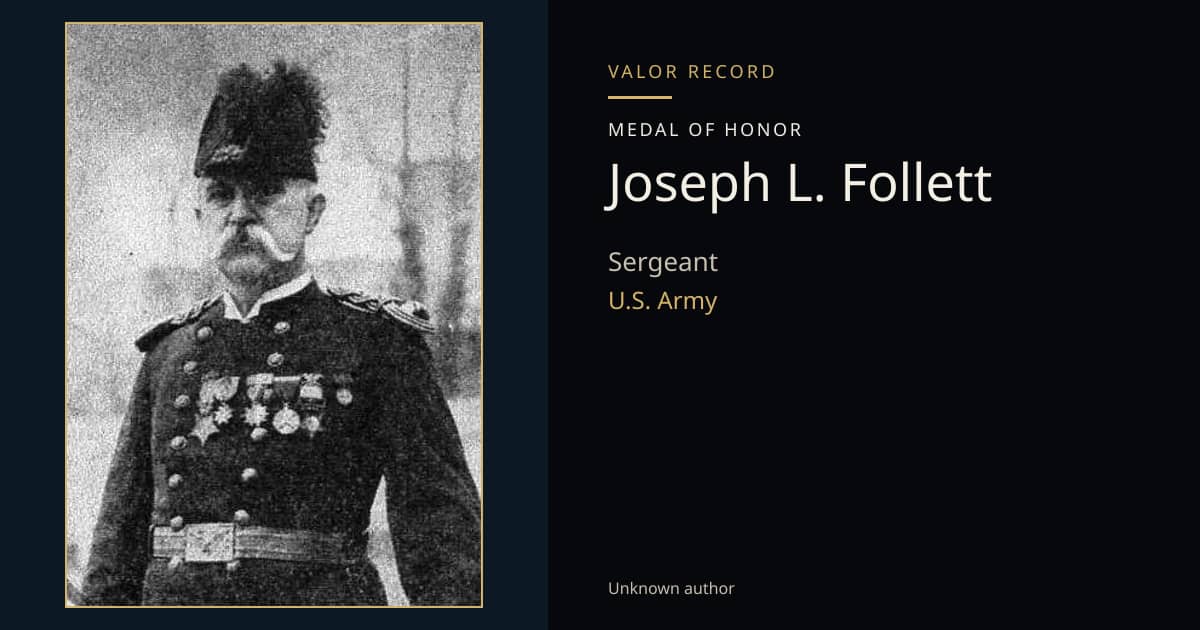 VALOR RECORD
MEDAL OF HONOR
Joseph L. Follett
Sergeant
U.S. Army
Unknown author